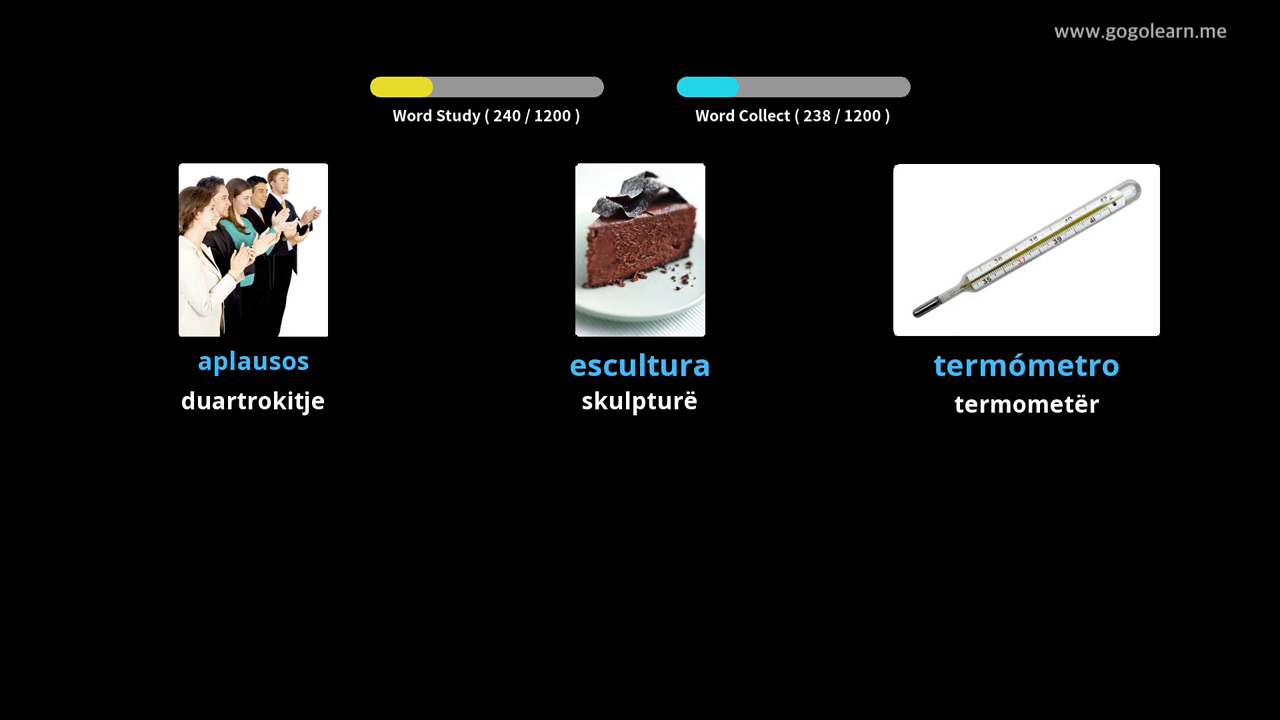 www.gogolearn.me
Word Study ( 240 / 1200 )
Word Collect ( 238 / 1200 )
aplausos
duartrokitje
escultura
skulpturë
termómetro
termometër